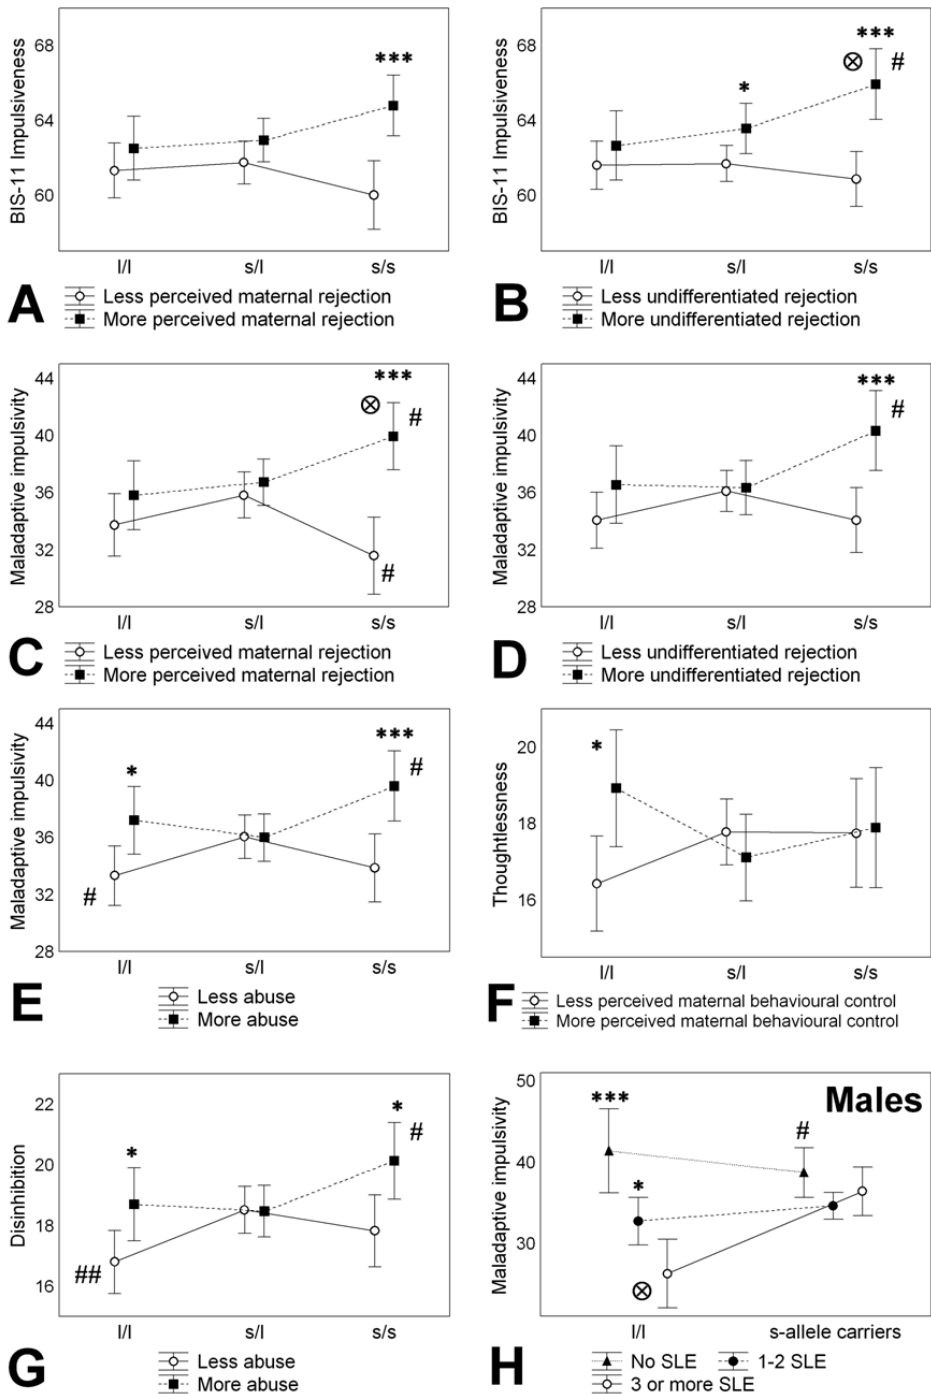 BIS-11 Impulsiveness
68
64
60
***
l/l s/l s/s
A
Less perceived maternal rejection
More perceived maternal rejection
BIS-11 Impulsiveness
68
64
60
*
***
⊗ #
l/l s/l s/s
B
Less undifferentiated rejection
More undifferentiated rejection
Maladaptive impulsivity
44
40
36
32
28
***
⊗ #
#
l/l s/l s/s
C
Less perceived maternal rejection
More perceived maternal rejection
Maladaptive impulsivity
44
40
36
32
28
***
#
l/l s/l s/s
D
Less undifferentiated rejection
More undifferentiated rejection
Maladaptive impulsivity
44
40
36
32
28
*
***
#
#
l/l s/l s/s
E
Less abuse
More abuse
Thoughtlessness
20
18
16
*
l/l s/l s/s
F
Less perceived maternal behavioural control
More perceived maternal behavioural control
Disinhibition
22
20
18
16
*
*
#
##
l/l s/l s/s
G
Less abuse
More abuse
Maladaptive impulsivity
50
40
30
Males
***
#
*
⊗
l/l s-allele carriers
H
No SLE 1-2 SLE
3 or more SLE